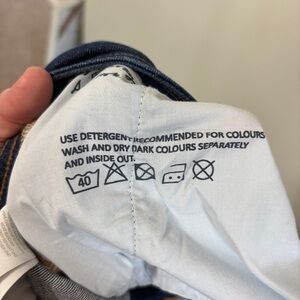 USE DETERGENT RECOMMENDED FOR COLOURS
WASH AND DRY DARK COLOURS SEPARATELY
AND INSIDE OUT.
40